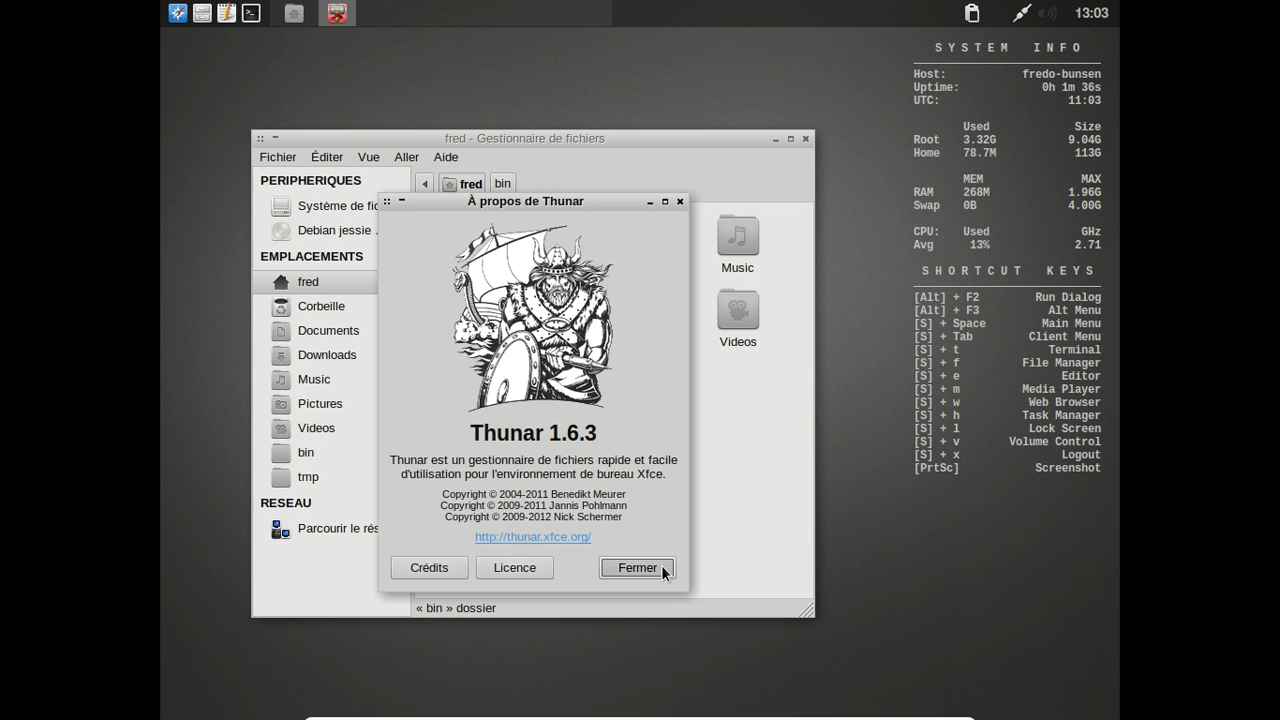 13:03
SYSTEM INFO
Host: fredo-bunsen
Uptime: 0h 1m 36s
UTC: 11:03
Used Size
Root 3.32G 9.04G
Home 78.7M 113G
MEM MAX
RAM 268M 1.96G
Swap 0B 4.00G
CPU: Used GHz
Avg 13% 2.71
SHORTCUT KEYS
[Alt] + F2 Run Dialog
[Alt] + F3 Alt Menu
[S] + Space Main Menu
[S] + Tab Client Menu
[S] + t Terminal
[S] + f File Manager
[S] + e Editor
[S] + m Media Player
[S] + w Web Browser
[S] + h Task Manager
[S] + l Lock Screen
[S] + v Volume Control
[S] + x Logout
[PrtSc] Screenshot
fred - Gestionnaire de fichiers
Fichier Éditer Vue Aller Aide
PERIPHERIQUES
Système de fic
Debian jessie
EMPLACEMENTS
fred
Corbeille
Documents
Downloads
Music
Pictures
Videos
bin
tmp
RESEAU
Parcourir le rés
fred bin
Music
Videos
« bin » dossier
À propos de Thunar
Thunar 1.6.3
Thunar est un gestionnaire de fichiers rapide et facile
d'utilisation pour l'environnement de bureau Xfce.
Copyright © 2004-2011 Benedikt Meurer
Copyright © 2009-2011 Jannis Pohlmann
Copyright © 2009-2012 Nick Schermer
http://thunar.xfce.org/
Crédits Licence Fermer